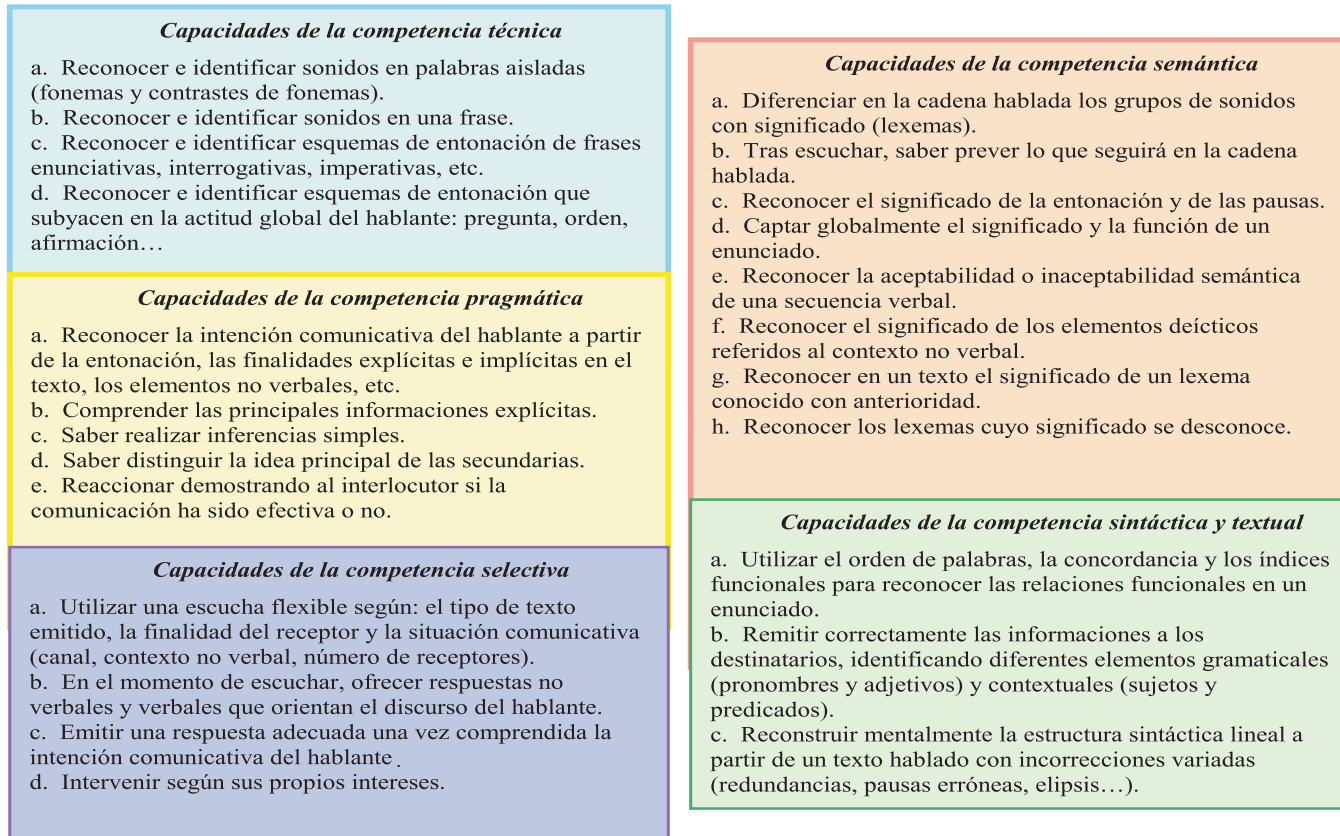 Capacidades de la competencia técnica
a. Reconocer e identificar sonidos en palabras aisladas
(fonemas y contrastes de fonemas).
b. Reconocer e identificar sonidos en una frase.
c. Reconocer e identificar esquemas de entonación de frases
enunciativas, interrogativas, imperativas, etc.
d. Reconocer e identificar esquemas de entonación que
subyacen en la actitud global del hablante: pregunta, orden,
afirmación…
Capacidades de la competencia pragmática
a. Reconocer la intención comunicativa del hablante a partir
de la entonación, las finalidades explícitas e implícitas en el
texto, los elementos no verbales, etc.
b. Comprender las principales informaciones explícitas.
c. Saber realizar inferencias simples.
d. Saber distinguir la idea principal de las secundarias.
e. Reaccionar demostrando al interlocutor si la
comunicación ha sido efectiva o no.
Capacidades de la competencia selectiva
a. Utilizar una escucha flexible según: el tipo de texto
emitido, la finalidad del receptor y la situación comunicativa
(canal, contexto no verbal, número de receptores).
b. En el momento de escuchar, ofrecer respuestas no
verbales y verbales que orientan el discurso del hablante.
c. Emitir una respuesta adecuada una vez comprendida la
intención comunicativa del hablante.
d. Intervenir según sus propios intereses.
Capacidades de la competencia semántica
a. Diferenciar en la cadena hablada los grupos de sonidos
con significado (lexemas).
b. Tras escuchar, saber prever lo que seguirá en la cadena
hablada.
c. Reconocer el significado de la entonación y de las pausas.
d. Captar globalmente el significado y la función de un
enunciado.
e. Reconocer la aceptabilidad o inaceptabilidad semántica
de una secuencia verbal.
f. Reconocer el significado de los elementos deícticos
referidos al contexto no verbal.
g. Reconocer en un texto el significado de un lexema
conocido con anterioridad.
h. Reconocer los lexemas cuyo significado se desconoce.
Capacidades de la competencia sintáctica y textual
a. Utilizar el orden de palabras, la concordancia y los índices
funcionales para reconocer las relaciones funcionales en un
enunciado.
b. Remitir correctamente las informaciones a los
destinatarios, identificando diferentes elementos gramaticales
(pronombres y adjetivos) y contextuales (sujetos y
predicados).
c. Reconstruir mentalmente la estructura sintáctica lineal a
partir de un texto hablado con incorrecciones variadas
(redundancias, pausas erróneas, elipsis…).